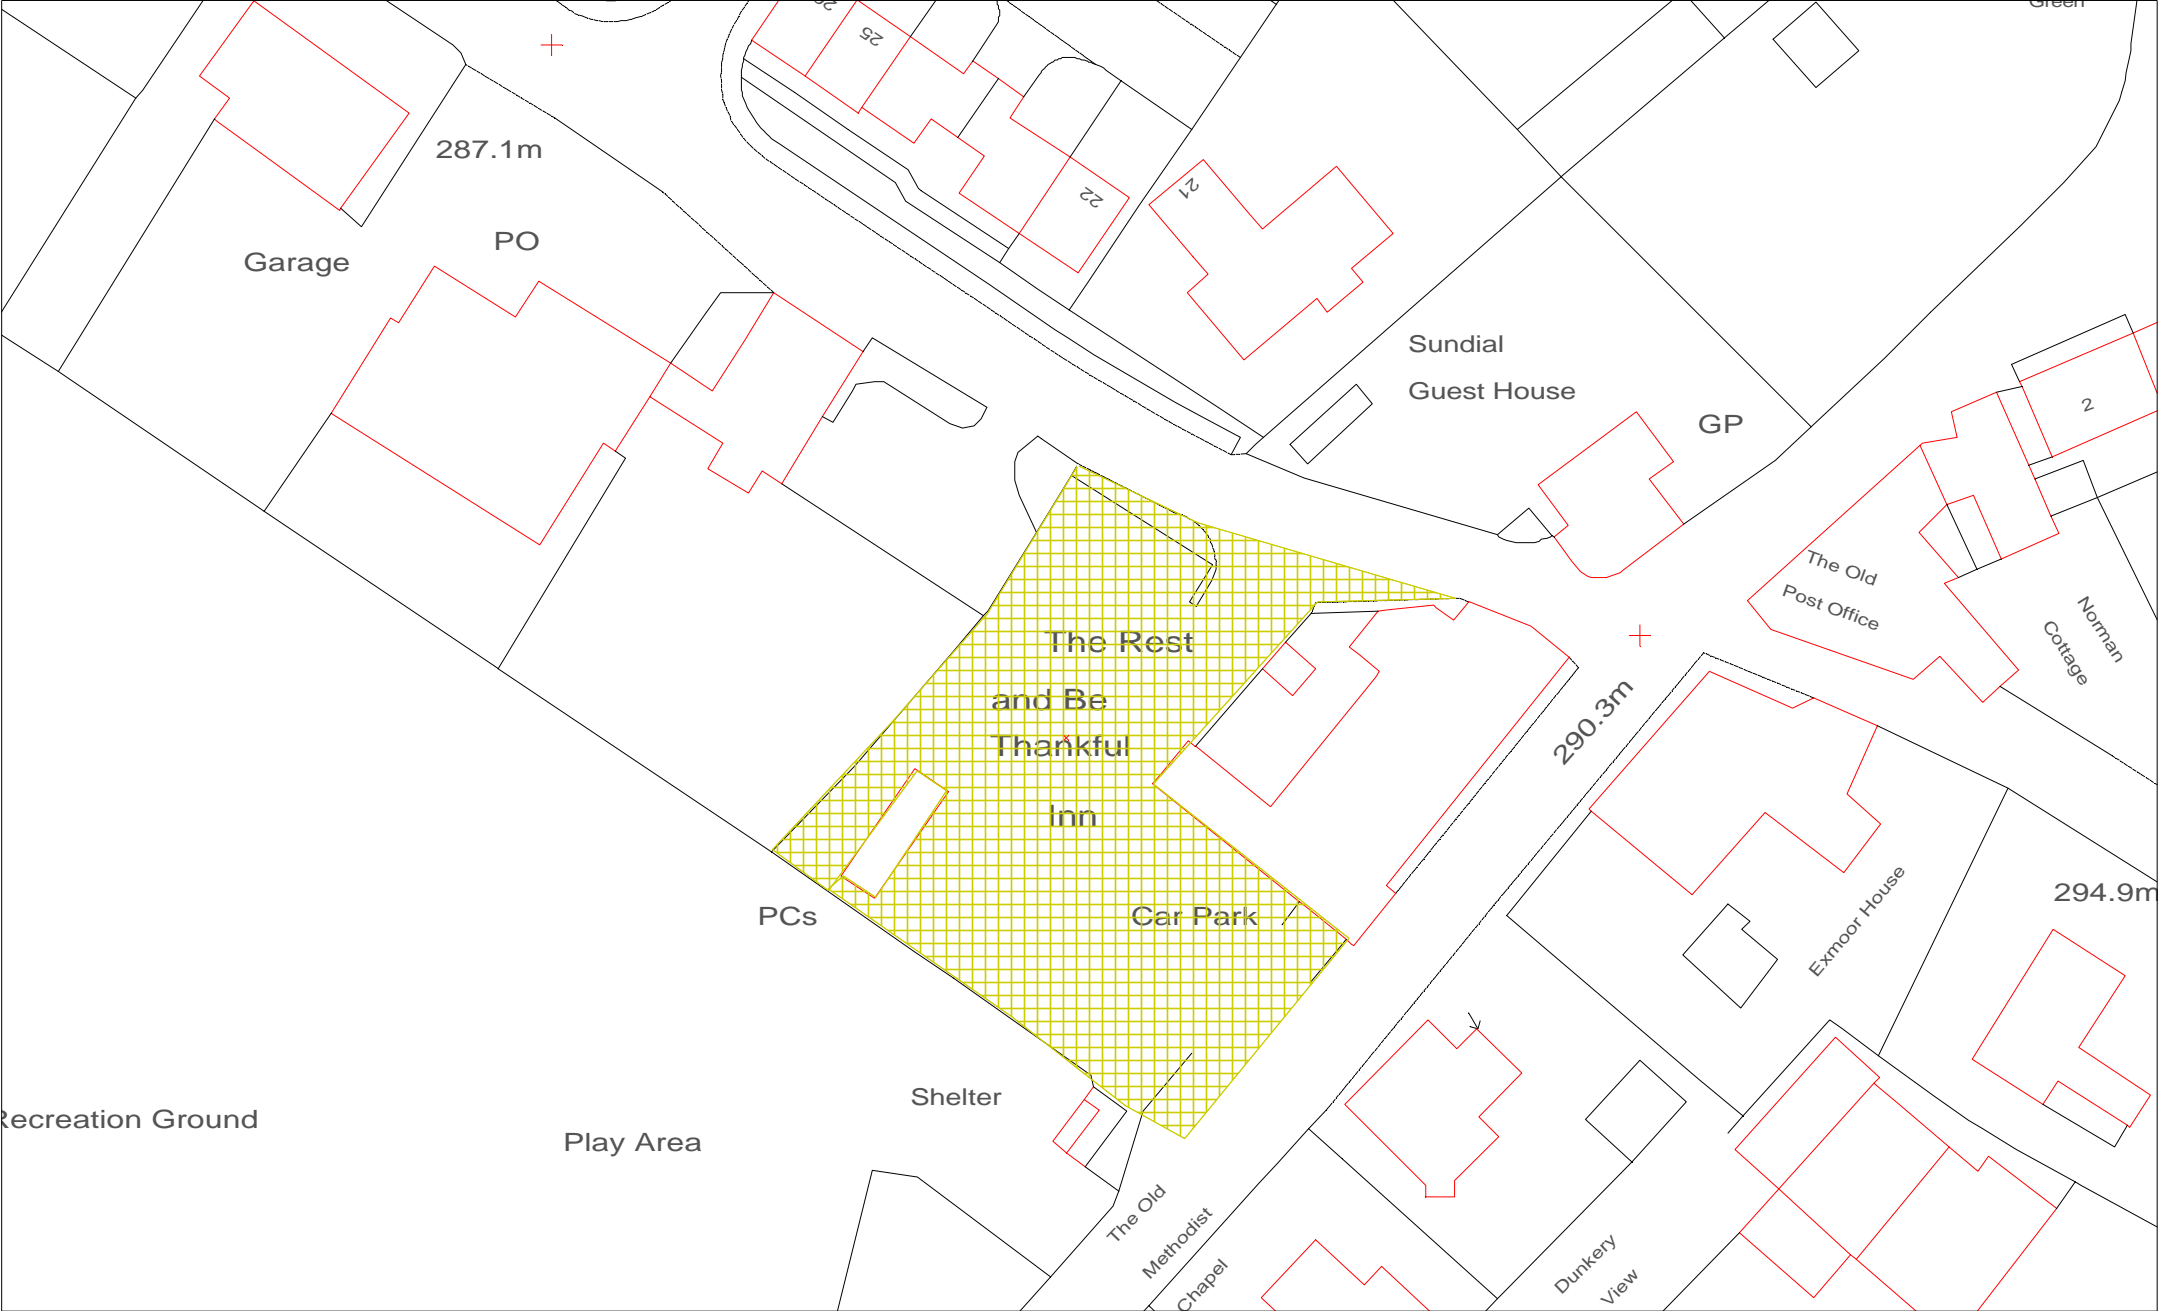 Green
25
287.1m
21
22
PO
Garage
Sundial
Guest House
GP
2
The Old
Post Office
Norman
Cottage
The Rest
and Be
Thankful
Inn
290.3m
PCs
Car Park
Exmoor House
294.9m
Shelter
Recreation Ground
Play Area
The Old
Methodist
Chapel
Dunkery
View